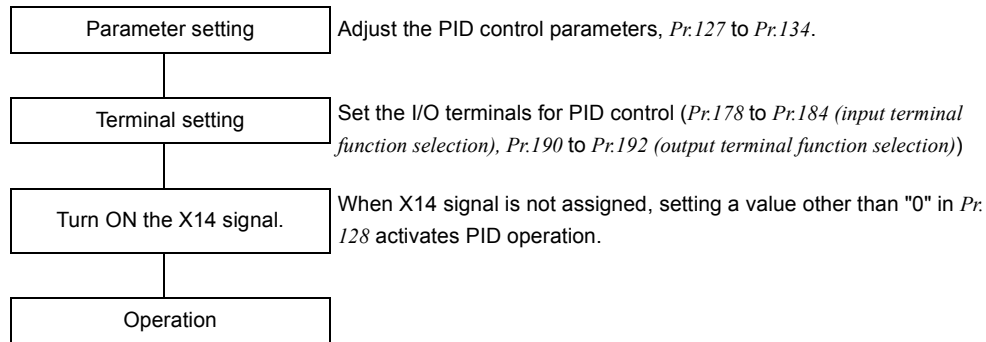 Parameter setting
Adjust the PID control parameters, Pr.127 to Pr.134.
Terminal setting
Set the I/O terminals for PID control (Pr.178 to Pr.184 (input terminal
function selection), Pr.190 to Pr.192 (output terminal function selection))
Turn ON the X14 signal.
When X14 signal is not assigned, setting a value other than "0" in Pr.
128 activates PID operation.
Operation